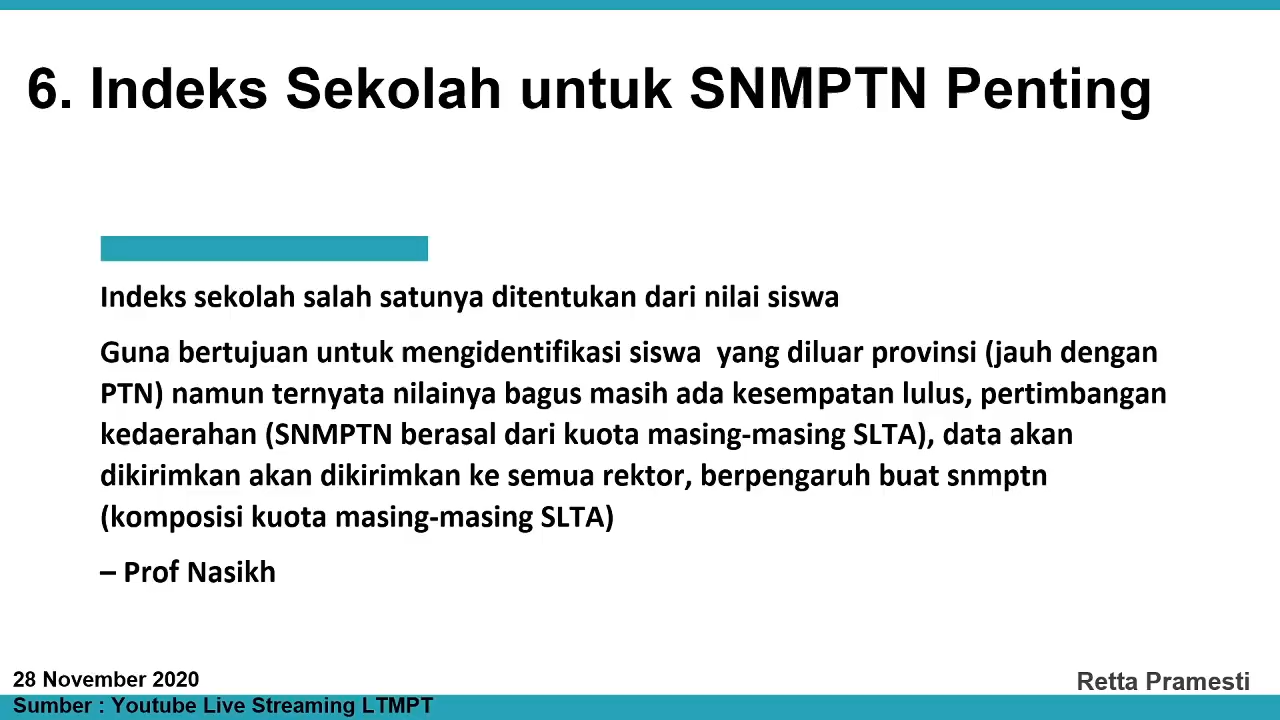 6. Indeks Sekolah untuk SNMPTN Penting
Indeks sekolah salah satunya ditentukan dari nilai siswa
Guna bertujuan untuk mengidentifikasi siswa  yang diluar provinsi (jauh dengan
PTN) namun ternyata nilainya bagus masih ada kesempatan lulus, pertimbangan
kedaerahan (SNMPTN berasal dari kuota masing-masing SLTA), data akan
dikirimkan akan dikirimkan ke semua rektor, berpengaruh buat snmptn
(komposisi kuota masing-masing SLTA)
– Prof Nasikh
28 November 2020
Retta Pramesti
Sumber : Youtube Live Streaming LTMPT